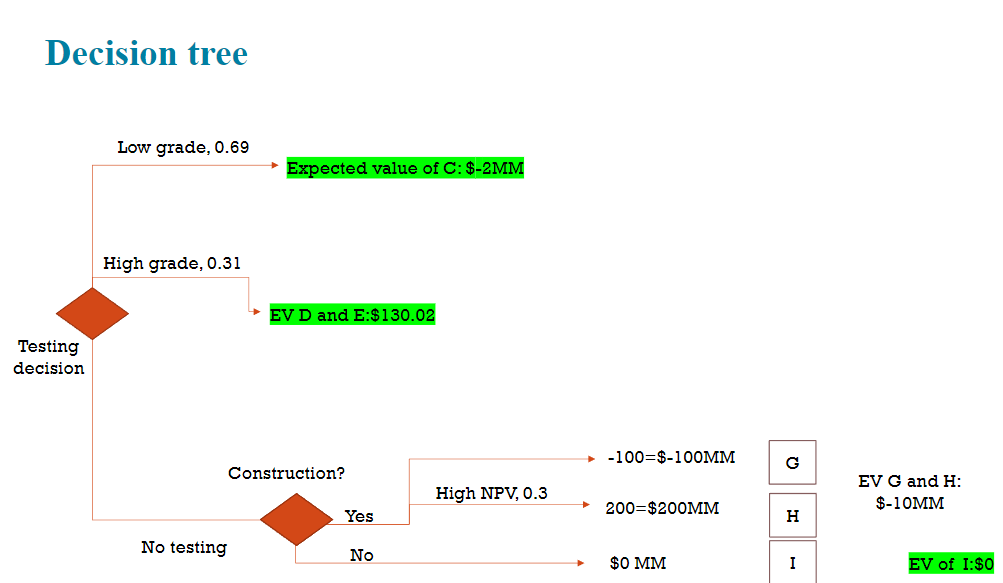 Decision tree
Low grade, 0.69
Expected value of C: $-2MM
High grade, 0.31
EV D and E:$130.02
Testing
decision
Construction?
-100=$-100MM
G
EV G and H:
$-10MM
High NPV, 0.3
200=$200MM
H
Yes
No testing
No
$0 MM
I
EV of I:$0